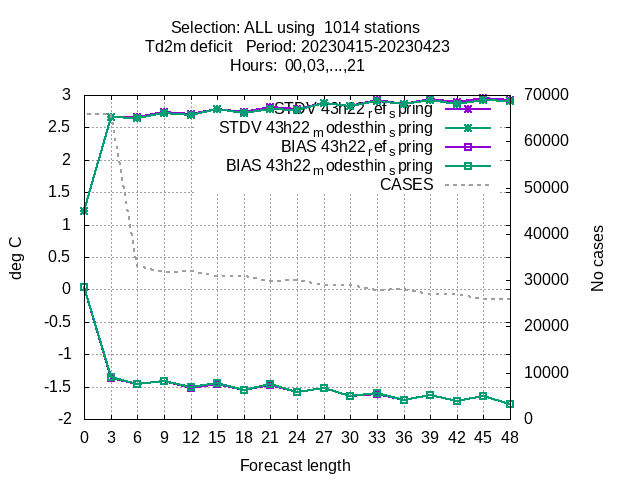 Selection: ALL using  1014 stations
Td2m deficit   Period: 20230415-20230423
Hours:  00,03,...,21
3 70000
2.5 60000
2 50000
1.5 40000
1 30000
0.5 20000
0 10000
-0.5 0
-1
-1.5
-2
STDV 43h22_ref_spring
STDV 43h22_modesthin_spring
BIAS 43h22_ref_spring
BIAS 43h22_modesthin_spring
CASES
deg C
No cases
0 3 6 9 12 15 18 21 24 27 30 33 36 39 42 45 48
Forecast length